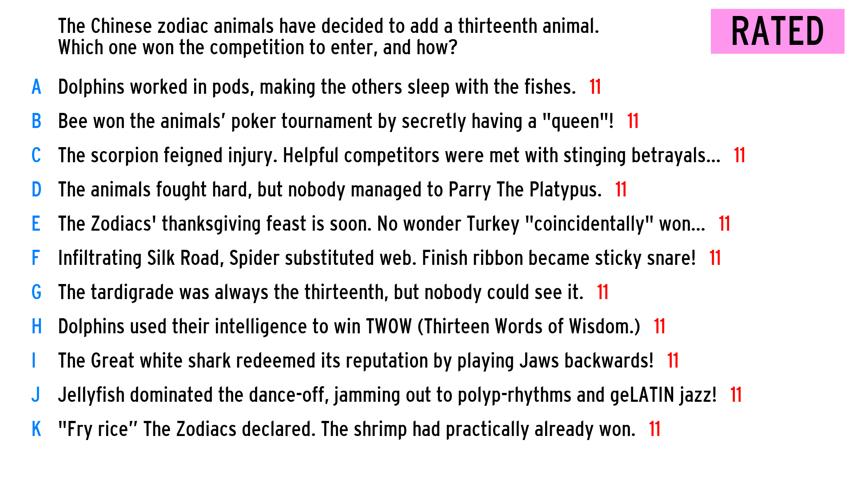 The Chinese zodiac animals have decided to add a thirteenth animal.
Which one won the competition to enter, and how?
RATED
A Dolphins worked in pods, making the others sleep with the fishes. 11
B Bee won the animals’ poker tournament by secretly having a "queen"! 11
C The scorpion feigned injury. Helpful competitors were met with stinging betrayals... 11
D The animals fought hard, but nobody managed to Parry The Platypus. 11
E The Zodiacs' thanksgiving feast is soon. No wonder Turkey "coincidentally" won... 11
F Infiltrating Silk Road, Spider substituted web. Finish ribbon became sticky snare! 11
G The tardigrade was always the thirteenth, but nobody could see it. 11
H Dolphins used their intelligence to win TWOW (Thirteen Words of Wisdom.) 11
I The Great white shark redeemed its reputation by playing Jaws backwards! 11
J Jellyfish dominated the dance-off, jamming out to polyp-rhythms and geLATIN jazz! 11
K "Fry rice” The Zodiacs declared. The shrimp had practically already won. 11